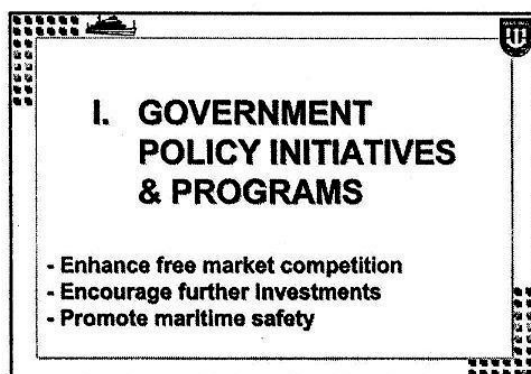 I. GOVERNMENT
POLICY INITIATIVES
& PROGRAMS
- Enhance free market competition
- Encourage further Investments
- Promote maritime safety